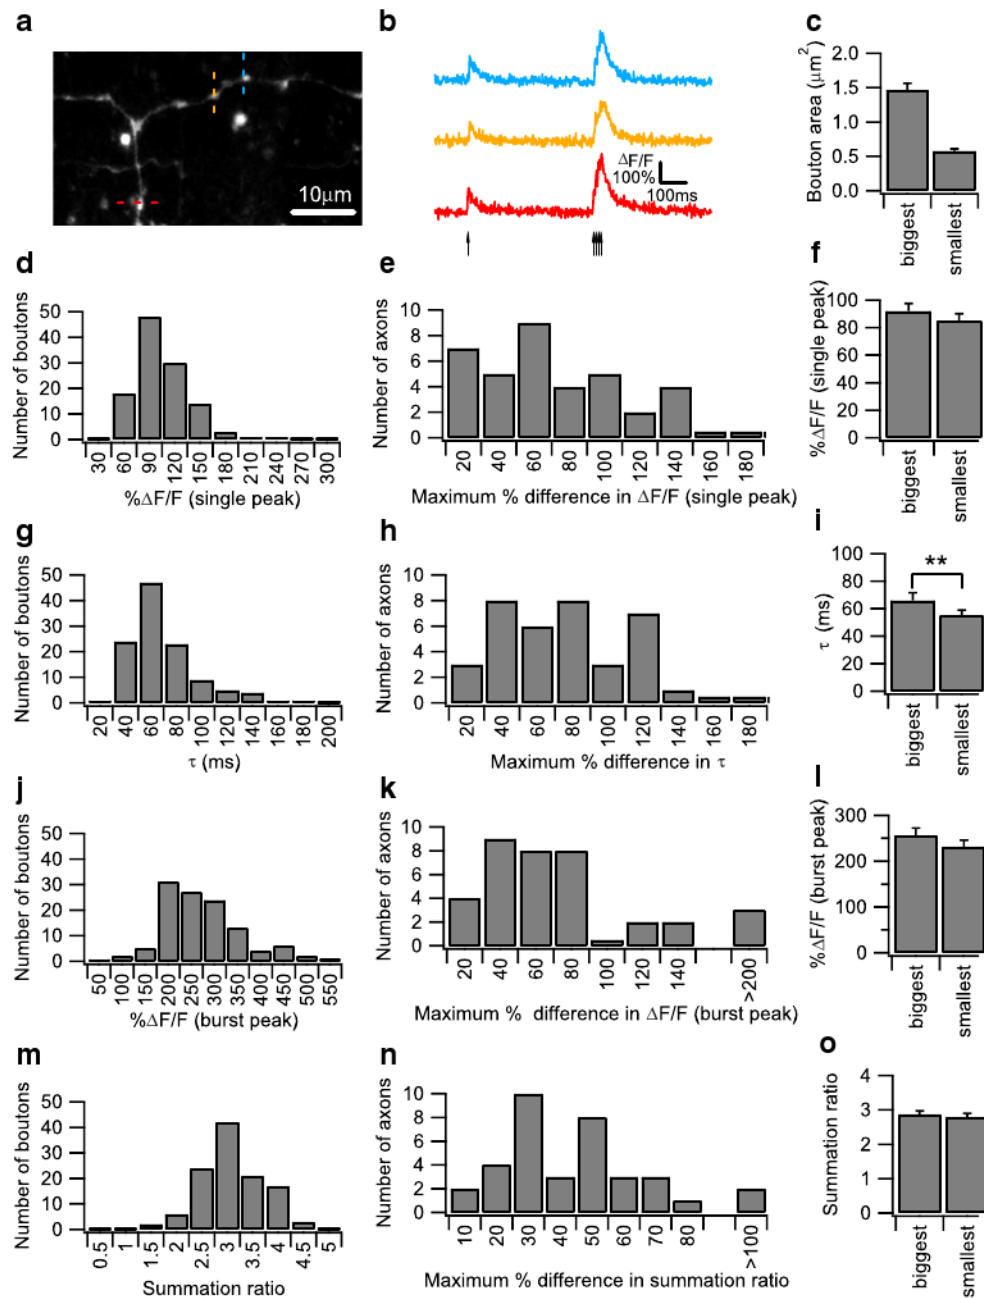 a
10μm
b
ΔF/F
100%
100ms
c
Bouton area (μm²)
2.0
1.5
1.0
0.5
0.0
biggest
smallest
d
Number of boutons
50
40
30
20
10
0
30 60 90 120 150 180 210 240 270 300
%ΔF/F (single peak)
e
Number of axons
10
8
6
4
2
0
20 40 60 80 100 120 140 160 180
Maximum % difference in ΔF/F (single peak)
f
%ΔF/F (single peak)
100
80
60
40
20
0
biggest
smallest
g
Number of boutons
50
40
30
20
10
0
20 40 60 80 100 120 140 160 180 200
τ (ms)
h
Number of axons
10
8
6
4
2
0
20 40 60 80 100 120 140 160 180
Maximum % difference in τ
i
τ (ms)
100
80
60
40
20
0
**
biggest
smallest
j
Number of boutons
50
40
30
20
10
0
50 100 150 200 250 300 350 400 450 500 550
%ΔF/F (burst peak)
k
Number of axons
10
8
6
4
2
0
20 40 60 80 100 120 140 >200
Maximum % difference in ΔF/F (burst peak)
l
%ΔF/F (burst peak)
300
200
100
0
biggest
smallest
m
Number of boutons
50
40
30
20
10
0
0.5 1 1.5 2 2.5 3 3.5 4 4.5 5
Summation ratio
n
Number of axons
10
8
6
4
2
0
10 20 30 40 50 60 70 80 >100
Maximum % difference in summation ratio
o
Summation ratio
4
3
2
1
0
biggest
smallest